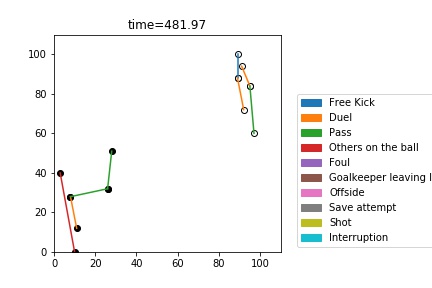 time=481.97
100
80
60
40
20
0
0 20 40 60 80 100
Free Kick
Duel
Pass
Others on the ball
Foul
Goalkeeper leaving l
Offside
Save attempt
Shot
Interruption